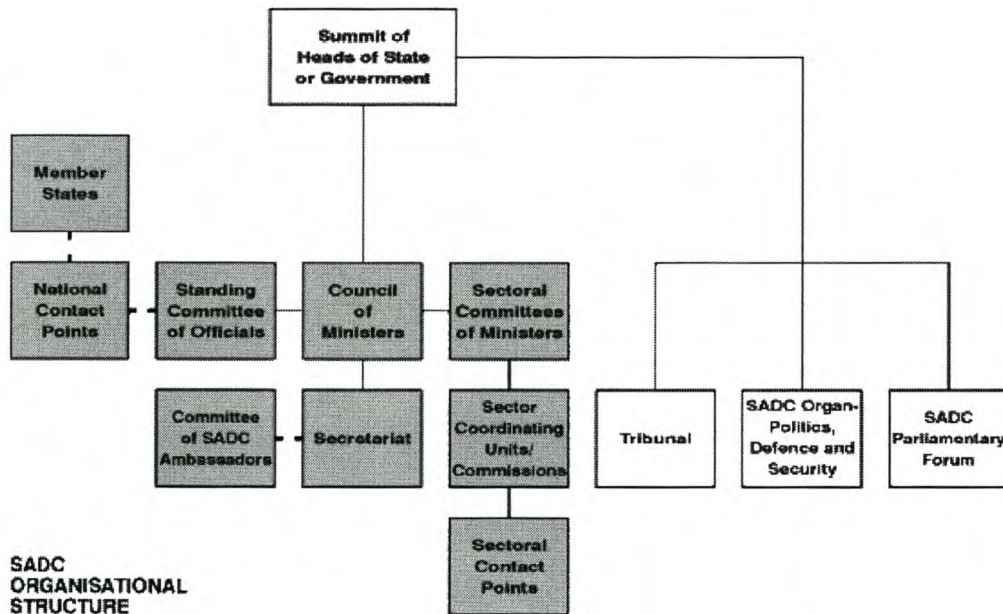 Summit of
Heads of State
or Government
Member
States
National
Contact
Points
Standing
Committee
of Officials
Council
of
Ministers
Sectoral
Committees
of Ministers
Committee
of SADC
Ambassadors
Secretariat
Sector
Coordinating
Units/
Commissions
Tribunal
SADC Organ-
Politics,
Defence and
Security
SADC
Parliamentary
Forum
Sectoral
Contact
Points
SADC
ORGANISATIONAL
STRUCTURE